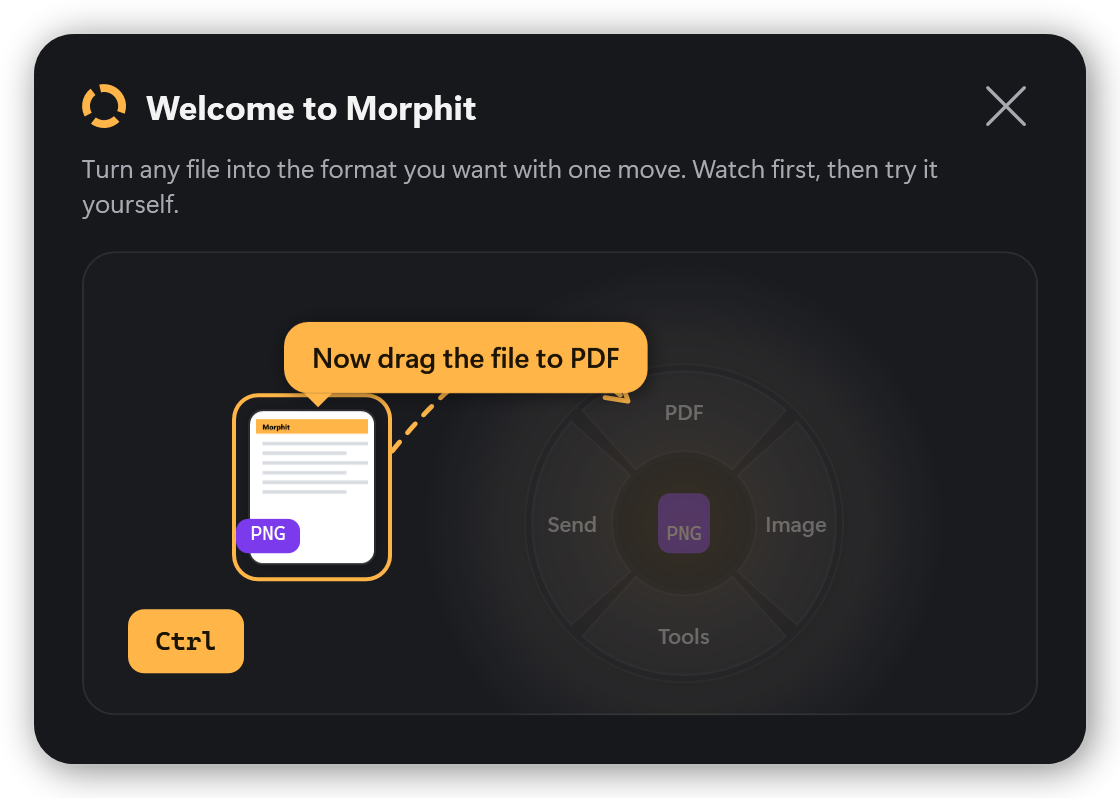 Welcome to Morphit
Turn any file into the format you want with one move. Watch first, then try it
yourself.
Now drag the file to PDF
Morphit
PNG
Ctrl
PDF
Send
PNG
Image
Tools